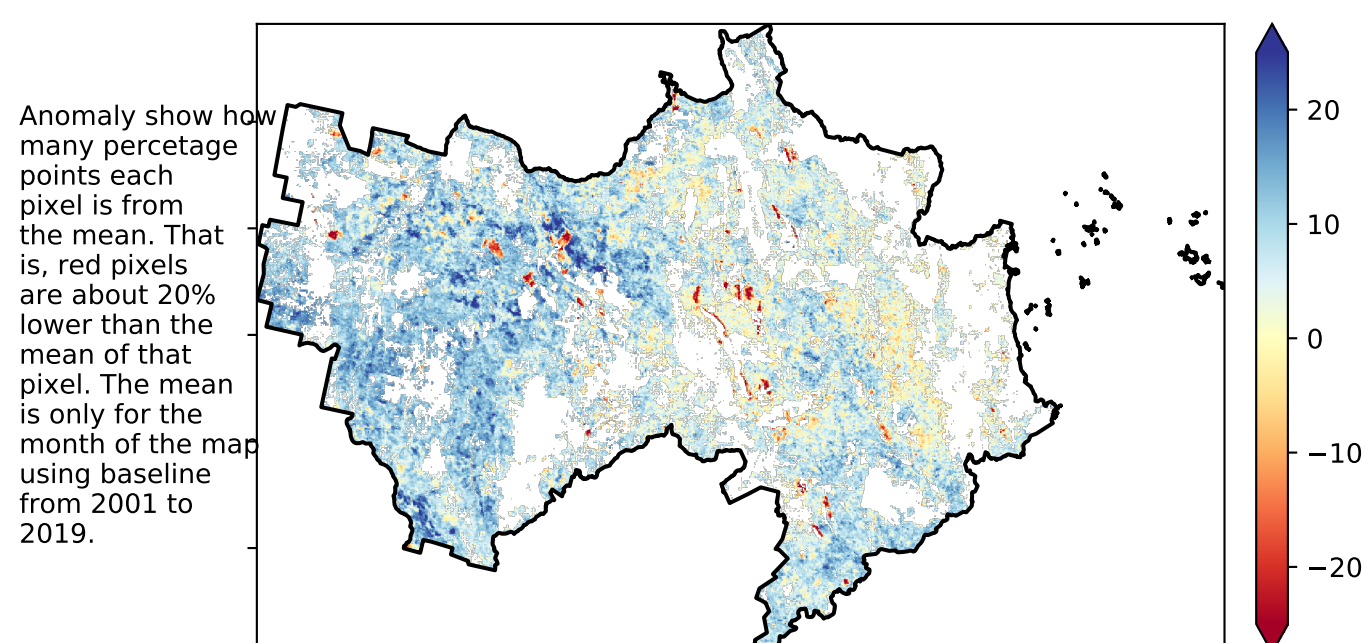 Anomaly show how
many percetage
points each
pixel is from
the mean. That
is, red pixels
are about 20%
lower than the
mean of that
pixel. The mean
is only for the
month of the map
using baseline
from 2001 to
2019.
20
10
0
−10
−20